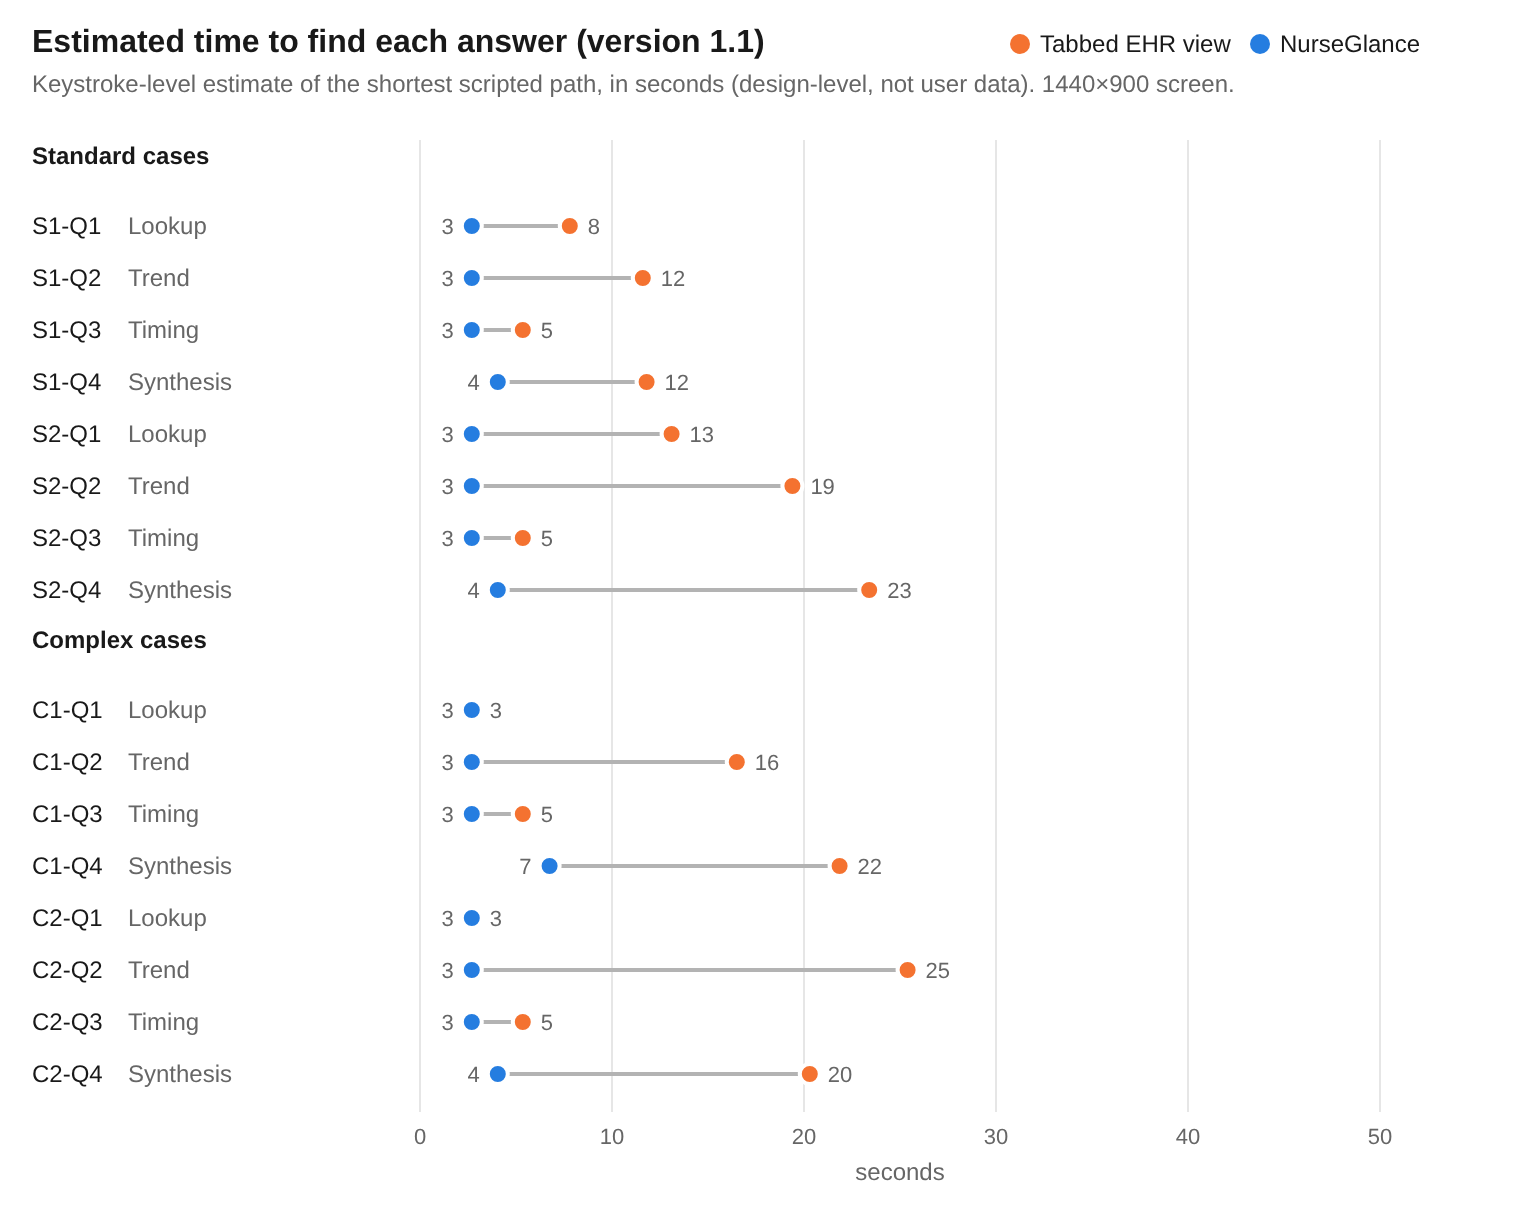 Estimated time to find each answer (version 1.1)
Tabbed EHR view NurseGlance
Keystroke-level estimate of the shortest scripted path, in seconds (design-level, not user data). 1440×900 screen.
Standard cases
S1-Q1 Lookup 3 8
S1-Q2 Trend 3 12
S1-Q3 Timing 3 5
S1-Q4 Synthesis 4 12
S2-Q1 Lookup 3 13
S2-Q2 Trend 3 19
S2-Q3 Timing 3 5
S2-Q4 Synthesis 4 23
Complex cases
C1-Q1 Lookup 3 3
C1-Q2 Trend 3 16
C1-Q3 Timing 3 5
C1-Q4 Synthesis 7 22
C2-Q1 Lookup 3 3
C2-Q2 Trend 3 25
C2-Q3 Timing 3 5
C2-Q4 Synthesis 4 20
0 10 20 30 40 50
seconds